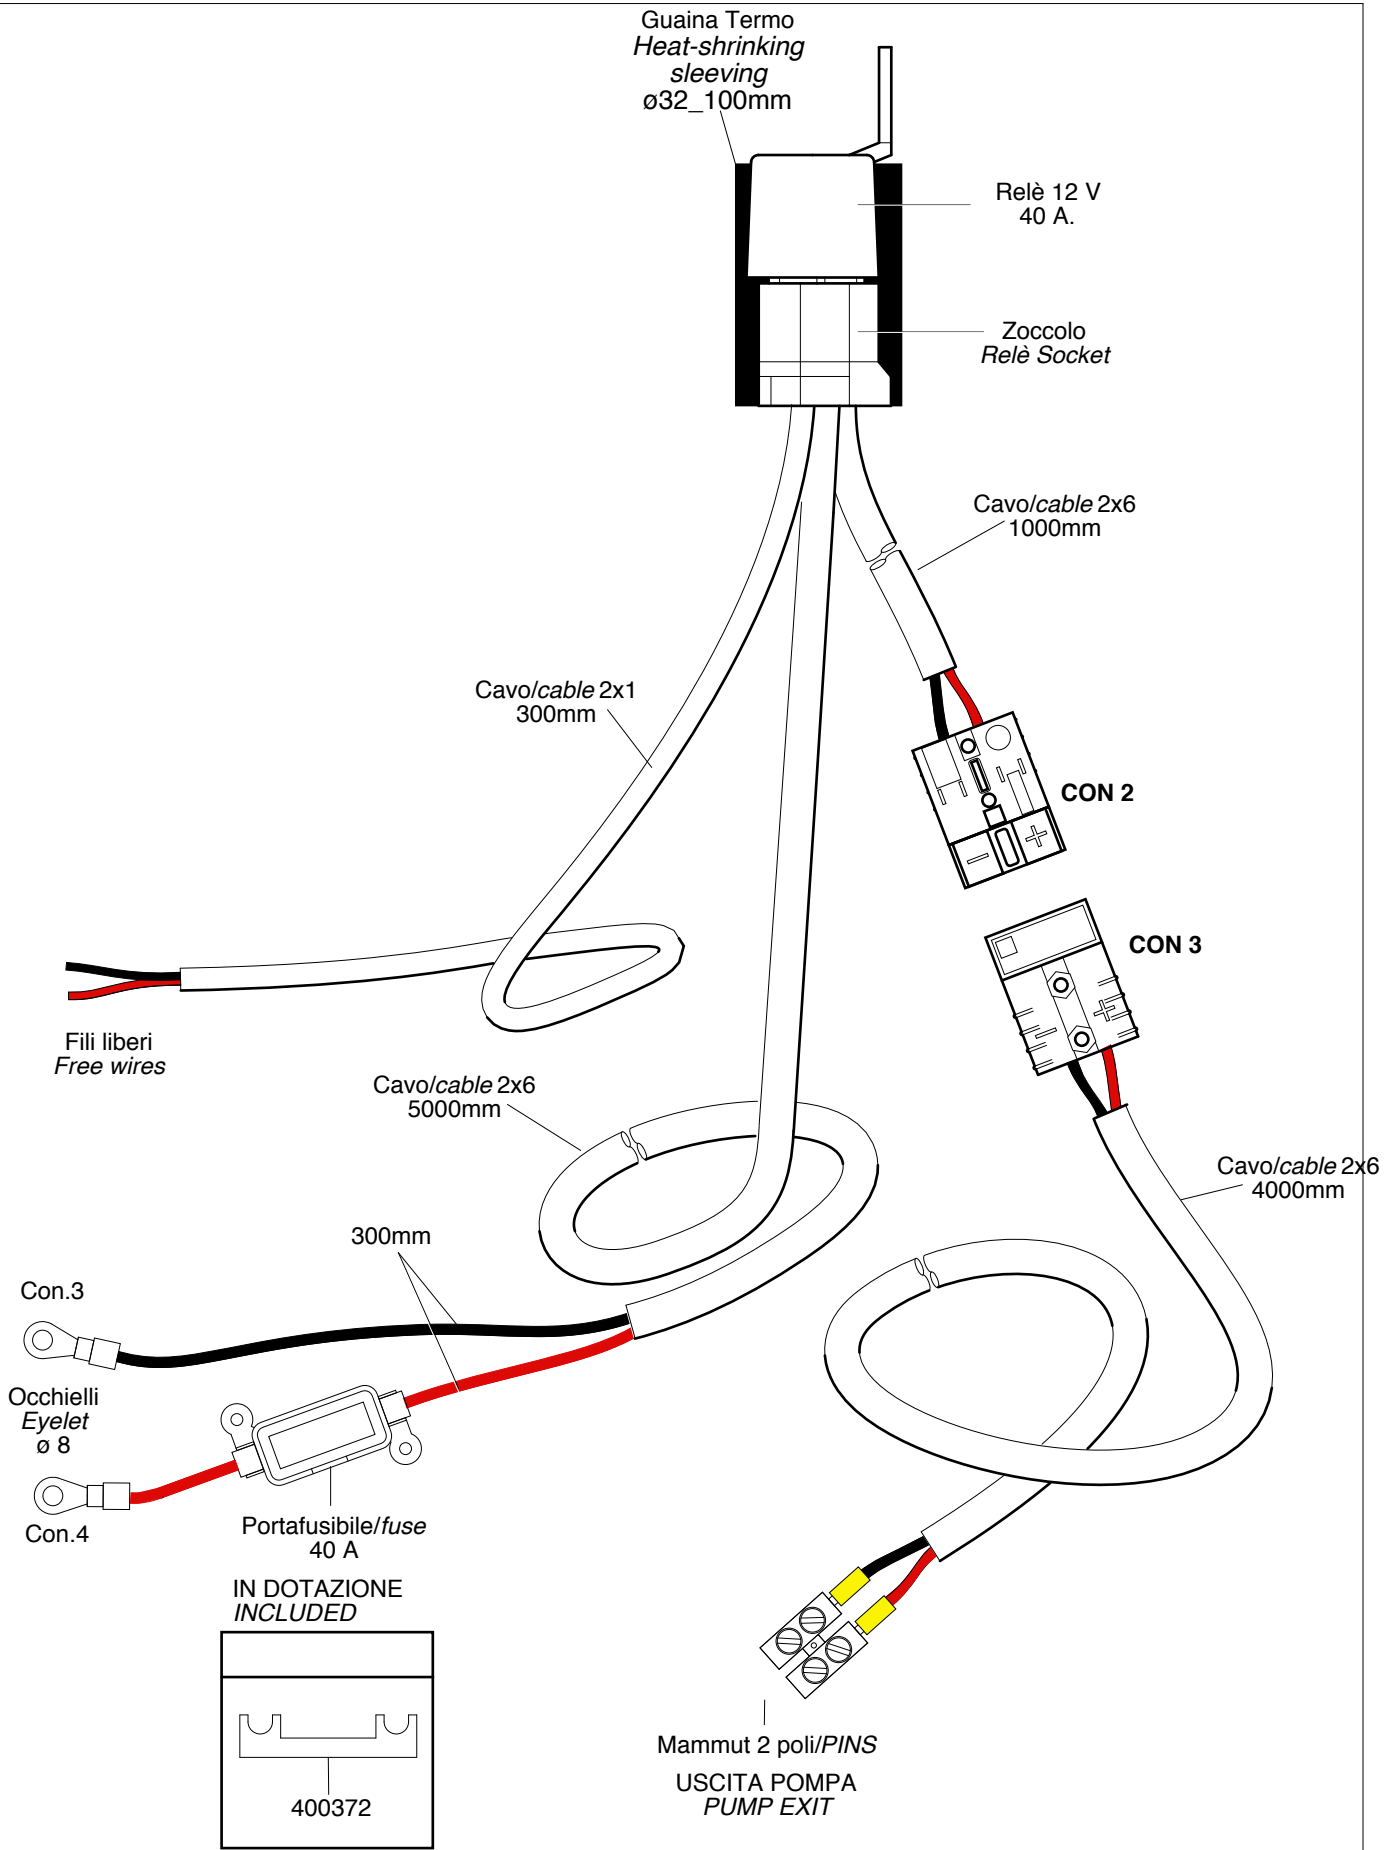 Guaina Termo
Heat-shrinking
sleeving
ø32_100mm
Relè 12 V
40 A.
Zoccolo
Relè Socket
Cavo/cable 2x6
1000mm
Cavo/cable 2x1
300mm
CON 2
CON 3
Fili liberi
Free wires
Cavo/cable 2x6
5000mm
Cavo/cable 2x6
4000mm
300mm
Con.3
Occhielli
Eyelet
ø 8
Con.4
Portafusibile/fuse
40 A
IN DOTAZIONE
INCLUDED
400372
Mammut 2 poli/PINS
USCITA POMPA
PUMP EXIT